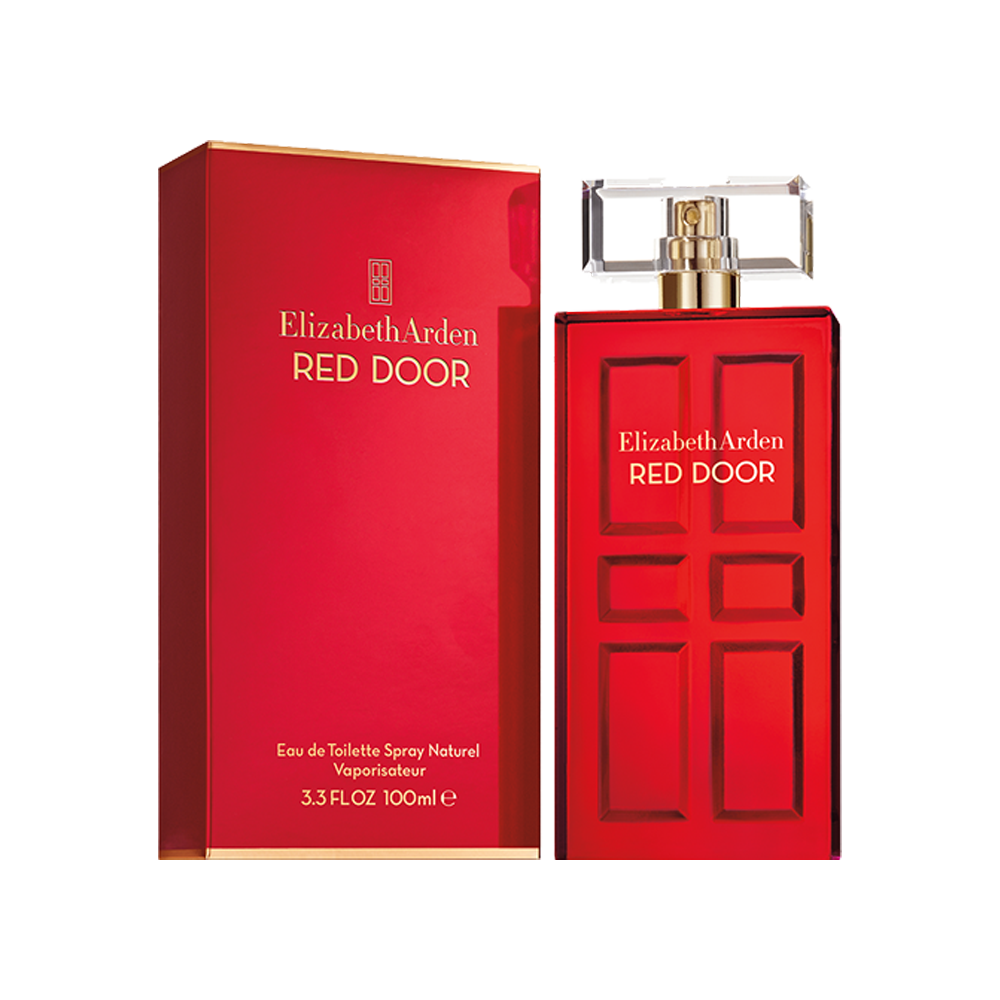 ElizabethArden
RED DOOR
Eau de Toilette Spray Naturel
Vaporisateur
3.3 FL OZ 100ml ℮
ElizabethArden
RED DOOR